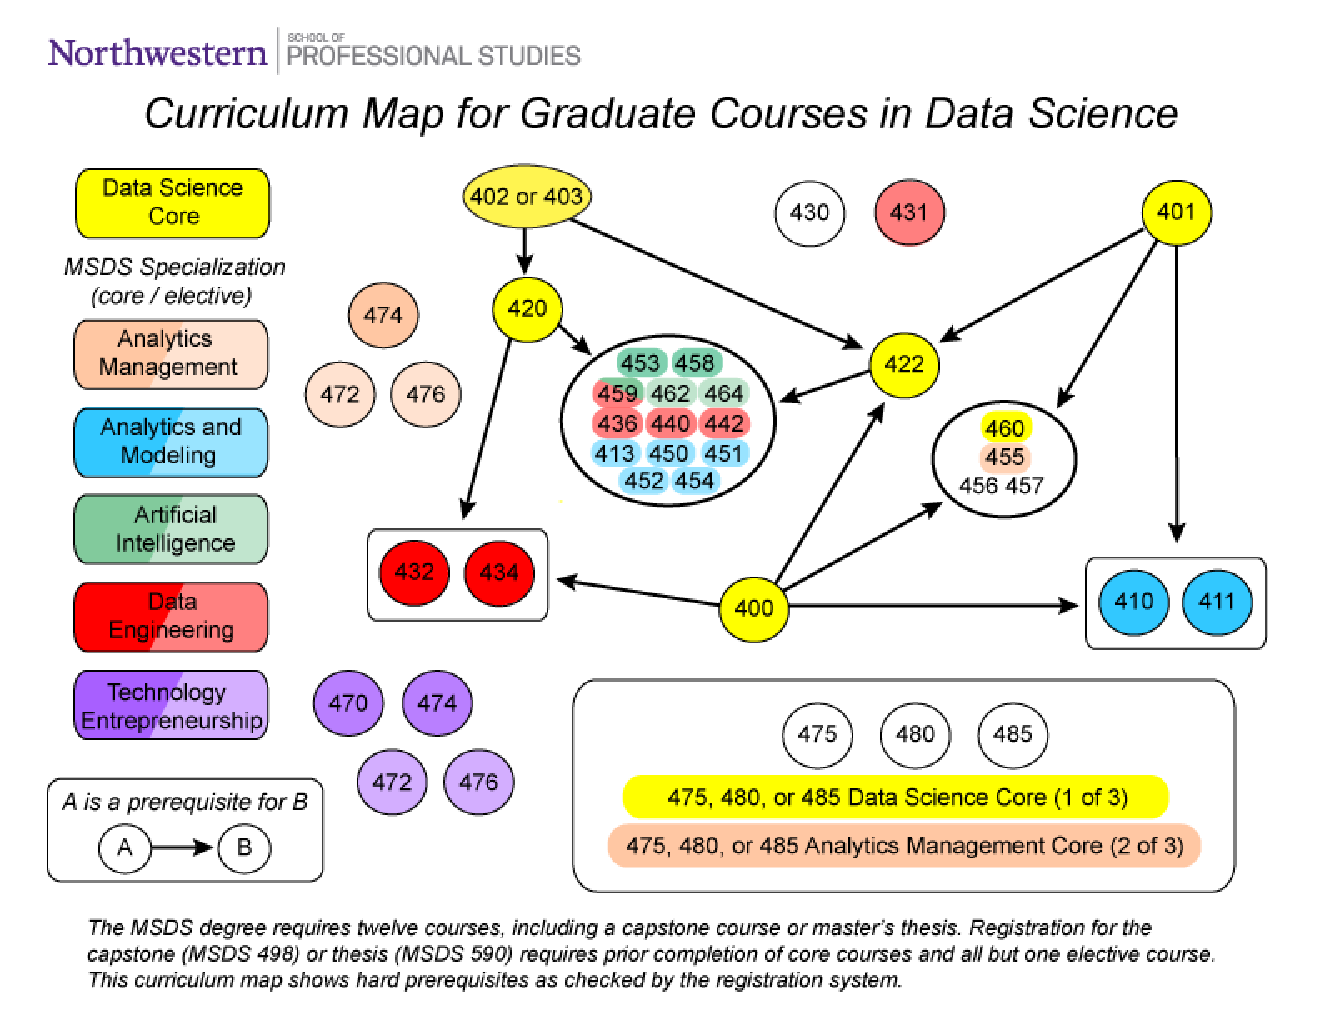 Northwestern
SCHOOL OF
PROFESSIONAL STUDIES
Curriculum Map for Graduate Courses in Data Science
Data Science
Core
MSDS Specialization
(core / elective)
Analytics
Management
Analytics and
Modeling
Artificial
Intelligence
Data
Engineering
Technology
Entrepreneurship
A is a prerequisite for B
A B
402 or 403
430 431
401
420
474
472 476
422
453 458
459 462 464
436 440 442
413 450 451
452 454
460
455
456 457
432 434
400
410 411
470 474
472 476
475 480 485
475, 480, or 485 Data Science Core (1 of 3)
475, 480, or 485 Analytics Management Core (2 of 3)
The MSDS degree requires twelve courses, including a capstone course or master's thesis. Registration for the
capstone (MSDS 498) or thesis (MSDS 590) requires prior completion of core courses and all but one elective course.
This curriculum map shows hard prerequisites as checked by the registration system.